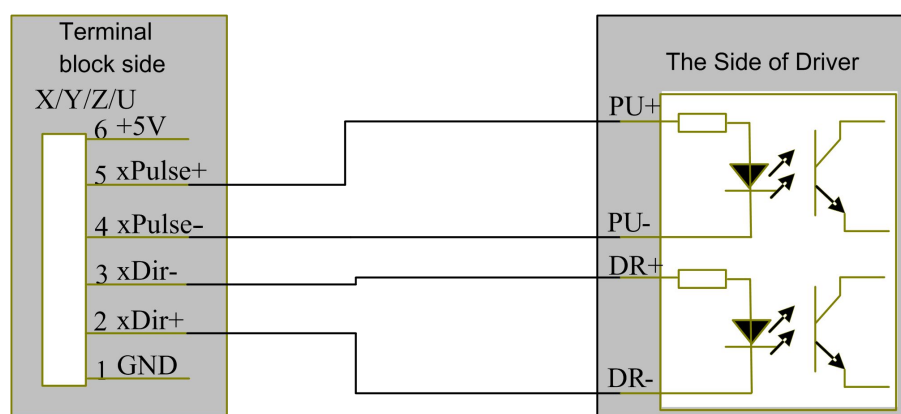 Terminal
block side
X/Y/Z/U
6 +5V
5 xPulse+
4 xPulse-
3 xDir-
2 xDir+
1 GND
The Side of Driver
PU+
PU-
DR+
DR-